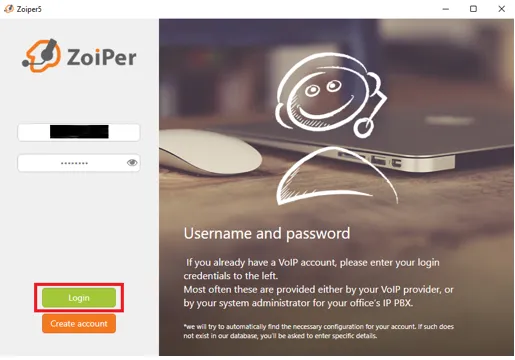 Zoiper5
ZoiPer
Username and password
If you already have a VoIP account, please enter your login
credentials to the left.
Most often these are provided either by your VoIP provider, or
by your system administrator for your office's IP PBX.
*we will try to automatically find the necessary configuration for your account. If such does
not exist in our database, you'll be asked to enter specific details.
Login
Create account